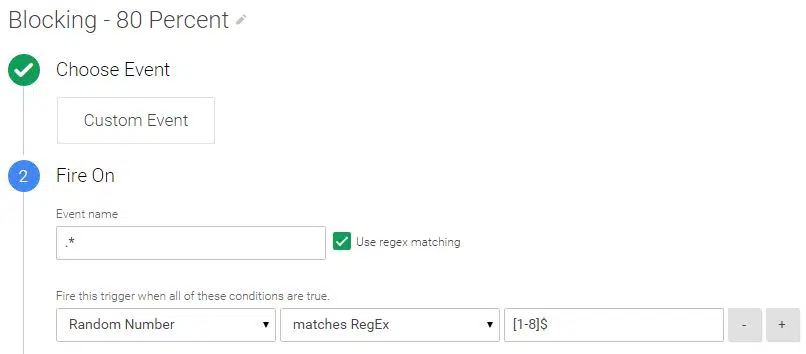 Blocking - 80 Percent
Choose Event
Custom Event
2 Fire On
Event name
.* Use regex matching
Fire this trigger when all of these conditions are true.
Random Number matches RegEx [1-8]$ - +